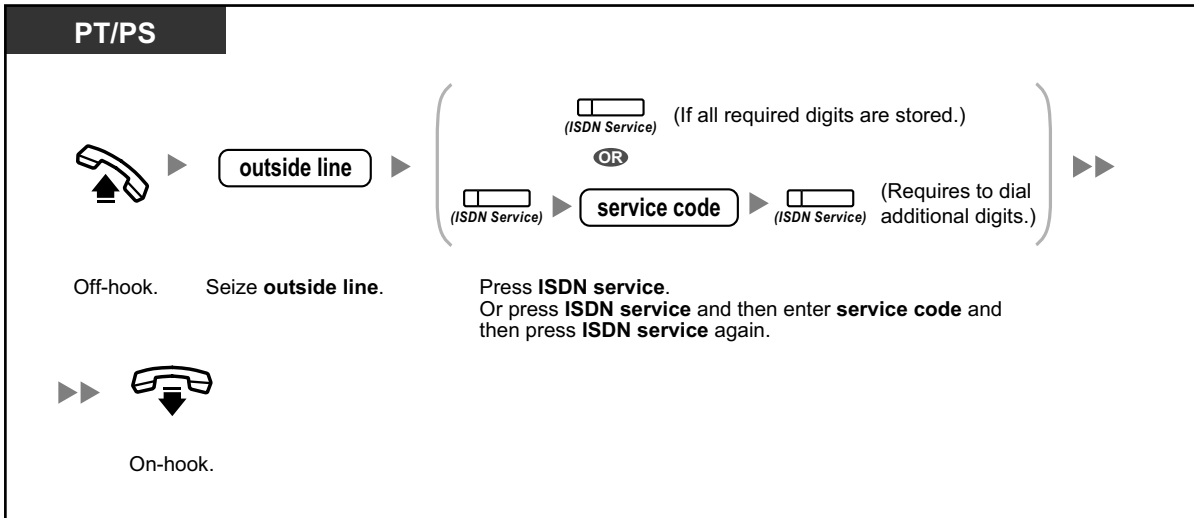 PT/PS
(ISDN Service)
(If all required digits are stored.)
OR
outside line
(ISDN Service)
service code
(ISDN Service)
(Requires to dial
additional digits.)
Off-hook.
Seize outside line.
Press ISDN service.
Or press ISDN service and then enter service code and
then press ISDN service again.
On-hook.